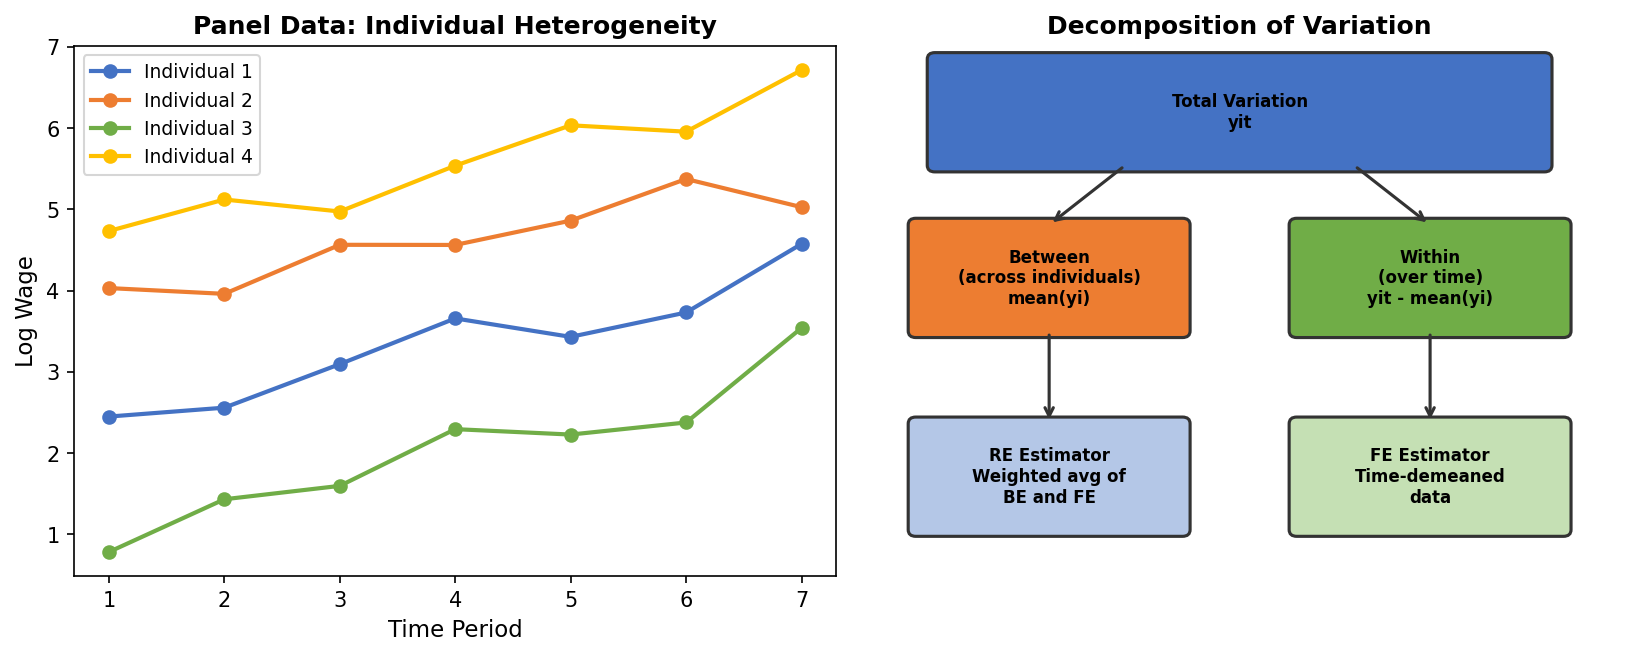 Panel Data: Individual Heterogeneity
Individual 1
Individual 2
Individual 3
Individual 4
7
6
5
4
3
2
1
Log Wage
1 2 3 4 5 6 7
Time Period
Decomposition of Variation
Total Variation
yit
Between
(across individuals)
mean(yi)
Within
(over time)
yit - mean(yi)
RE Estimator
Weighted avg of
BE and FE
FE Estimator
Time-demeaned
data